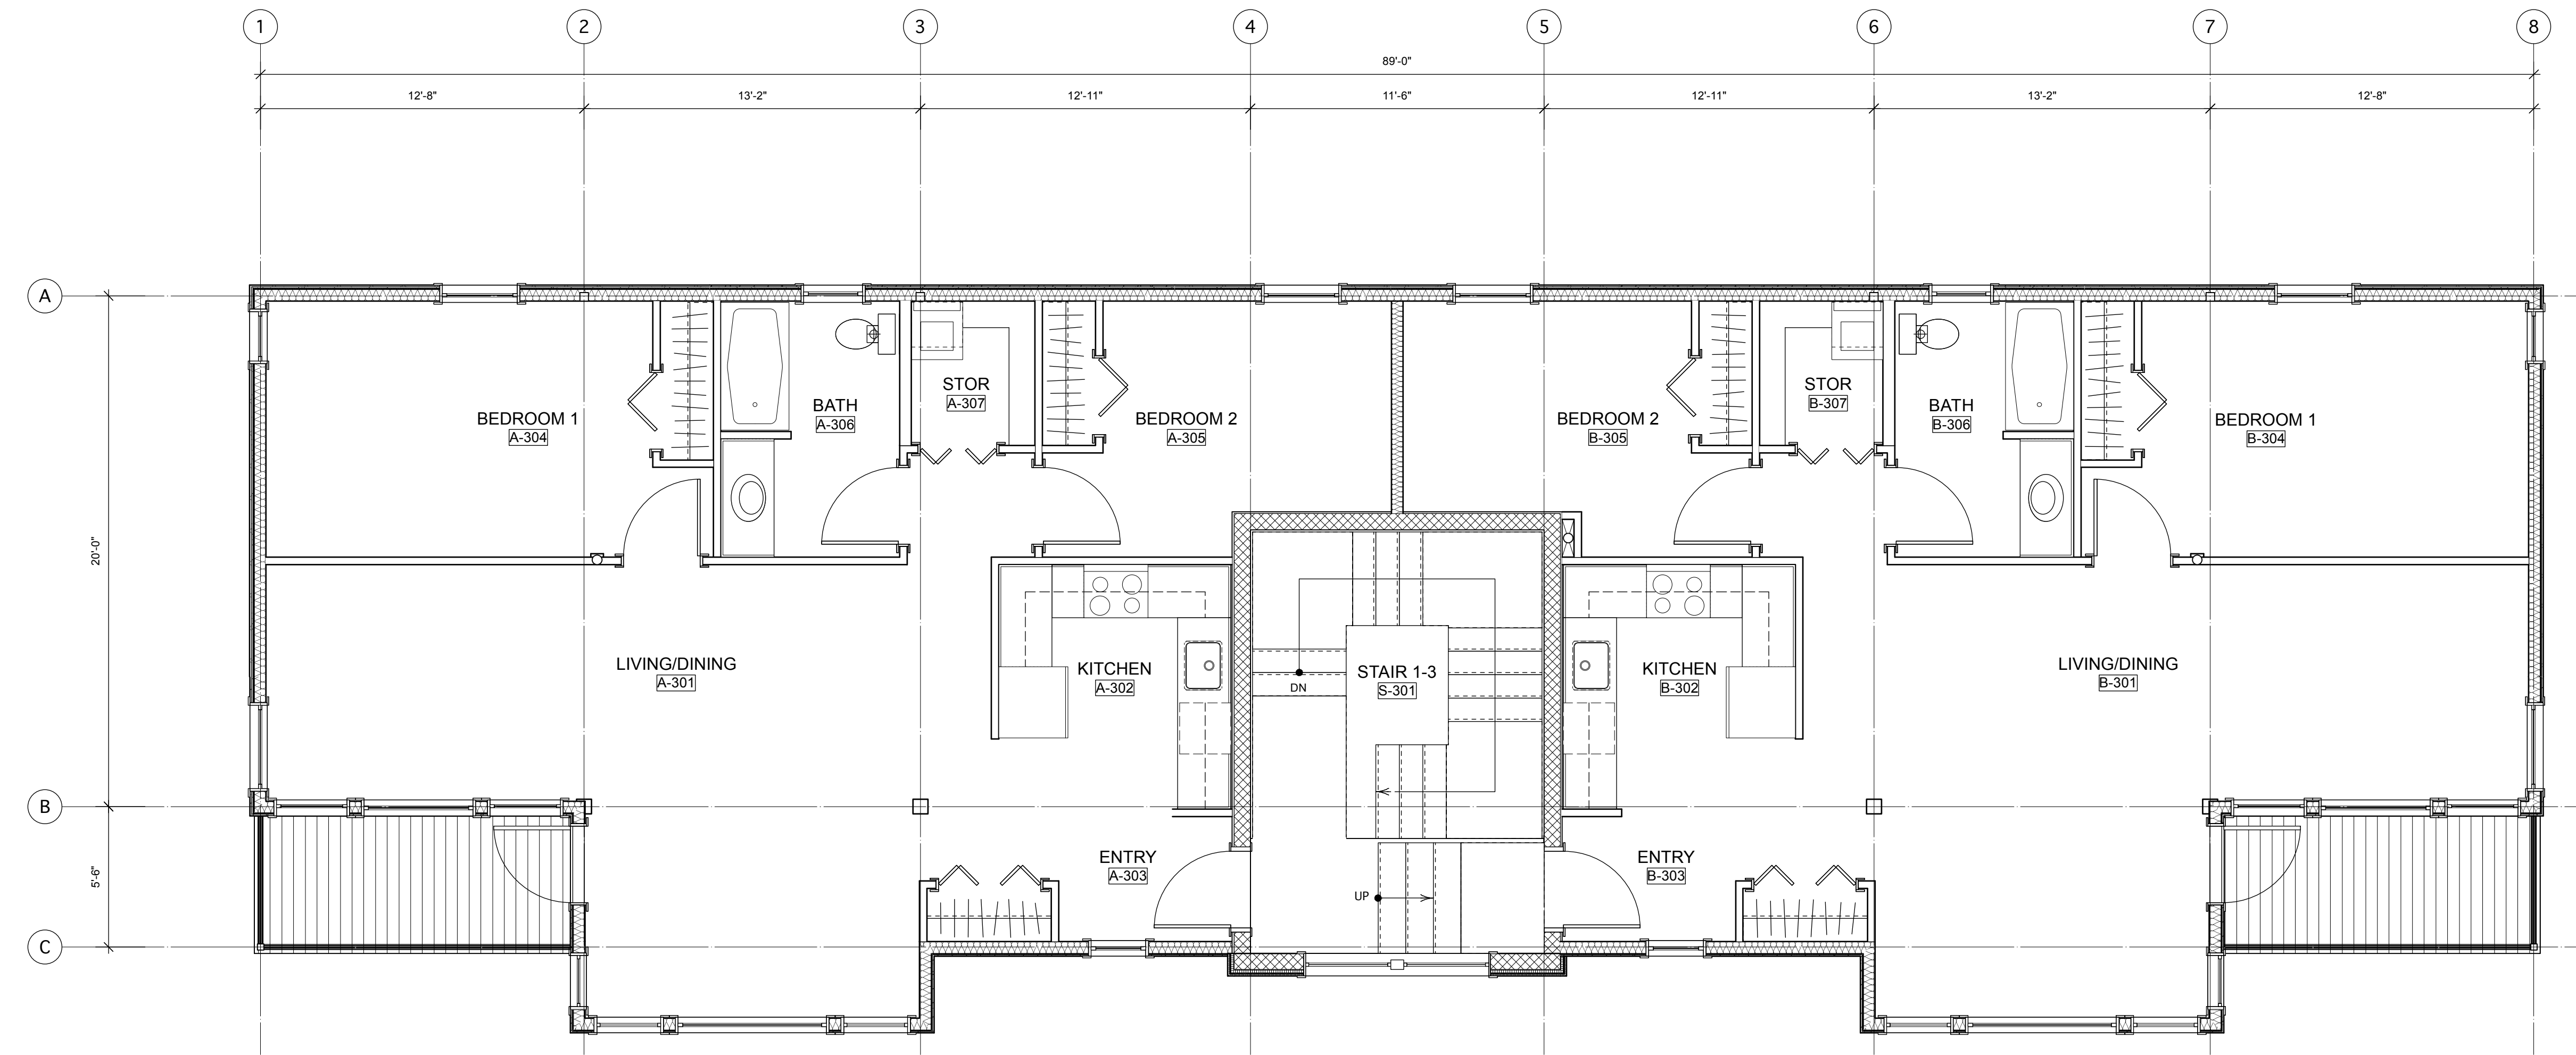 1 2 3 4 5 6 7 8
89'-0"
12'-8" 13'-2" 12'-11" 11'-6" 12'-11" 13'-2" 12'-8"
A
STOR STOR
A-307 B-307
BATH BATH
A-306 B-306
BEDROOM 1 BEDROOM 2 BEDROOM 2 BEDROOM 1
A-304 A-305 B-305 B-304
20'-0"
LIVING/DINING KITCHEN STAIR 1-3 KITCHEN LIVING/DINING
A-301 A-302 S-301 B-302 B-301
DN
B
ENTRY ENTRY
A-303 B-303
5'-6"
UP
C